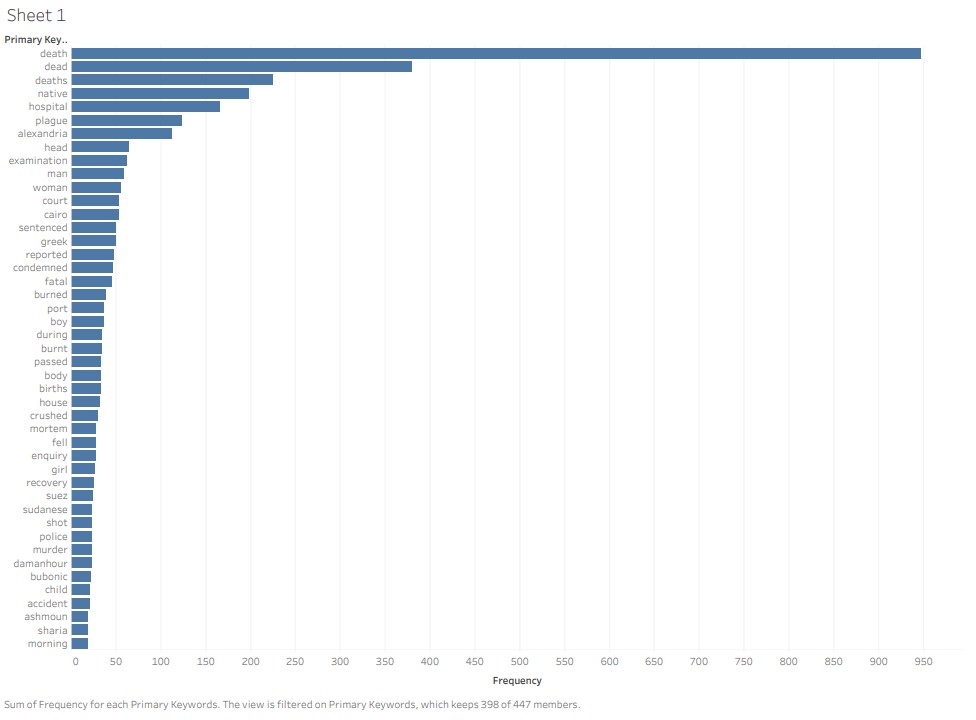 Sheet 1
Primary Key..
death
dead
deaths
native
hospital
plague
alexandria
head
examination
man
woman
court
cairo
sentenced
greek
reported
condemned
fatal
burned
port
boy
during
burnt
passed
body
births
house
crushed
mortem
fell
enquiry
girl
recovery
suez
sudanese
shot
police
murder
damanhour
bubonic
child
accident
ashmoun
sharia
morning
0 50 100 150 200 250 300 350 400 450 500 550 600 650 700 750 800 850 900 950
Frequency
Sum of Frequency for each Primary Keywords. The view is filtered on Primary Keywords, which keeps 398 of 447 members.